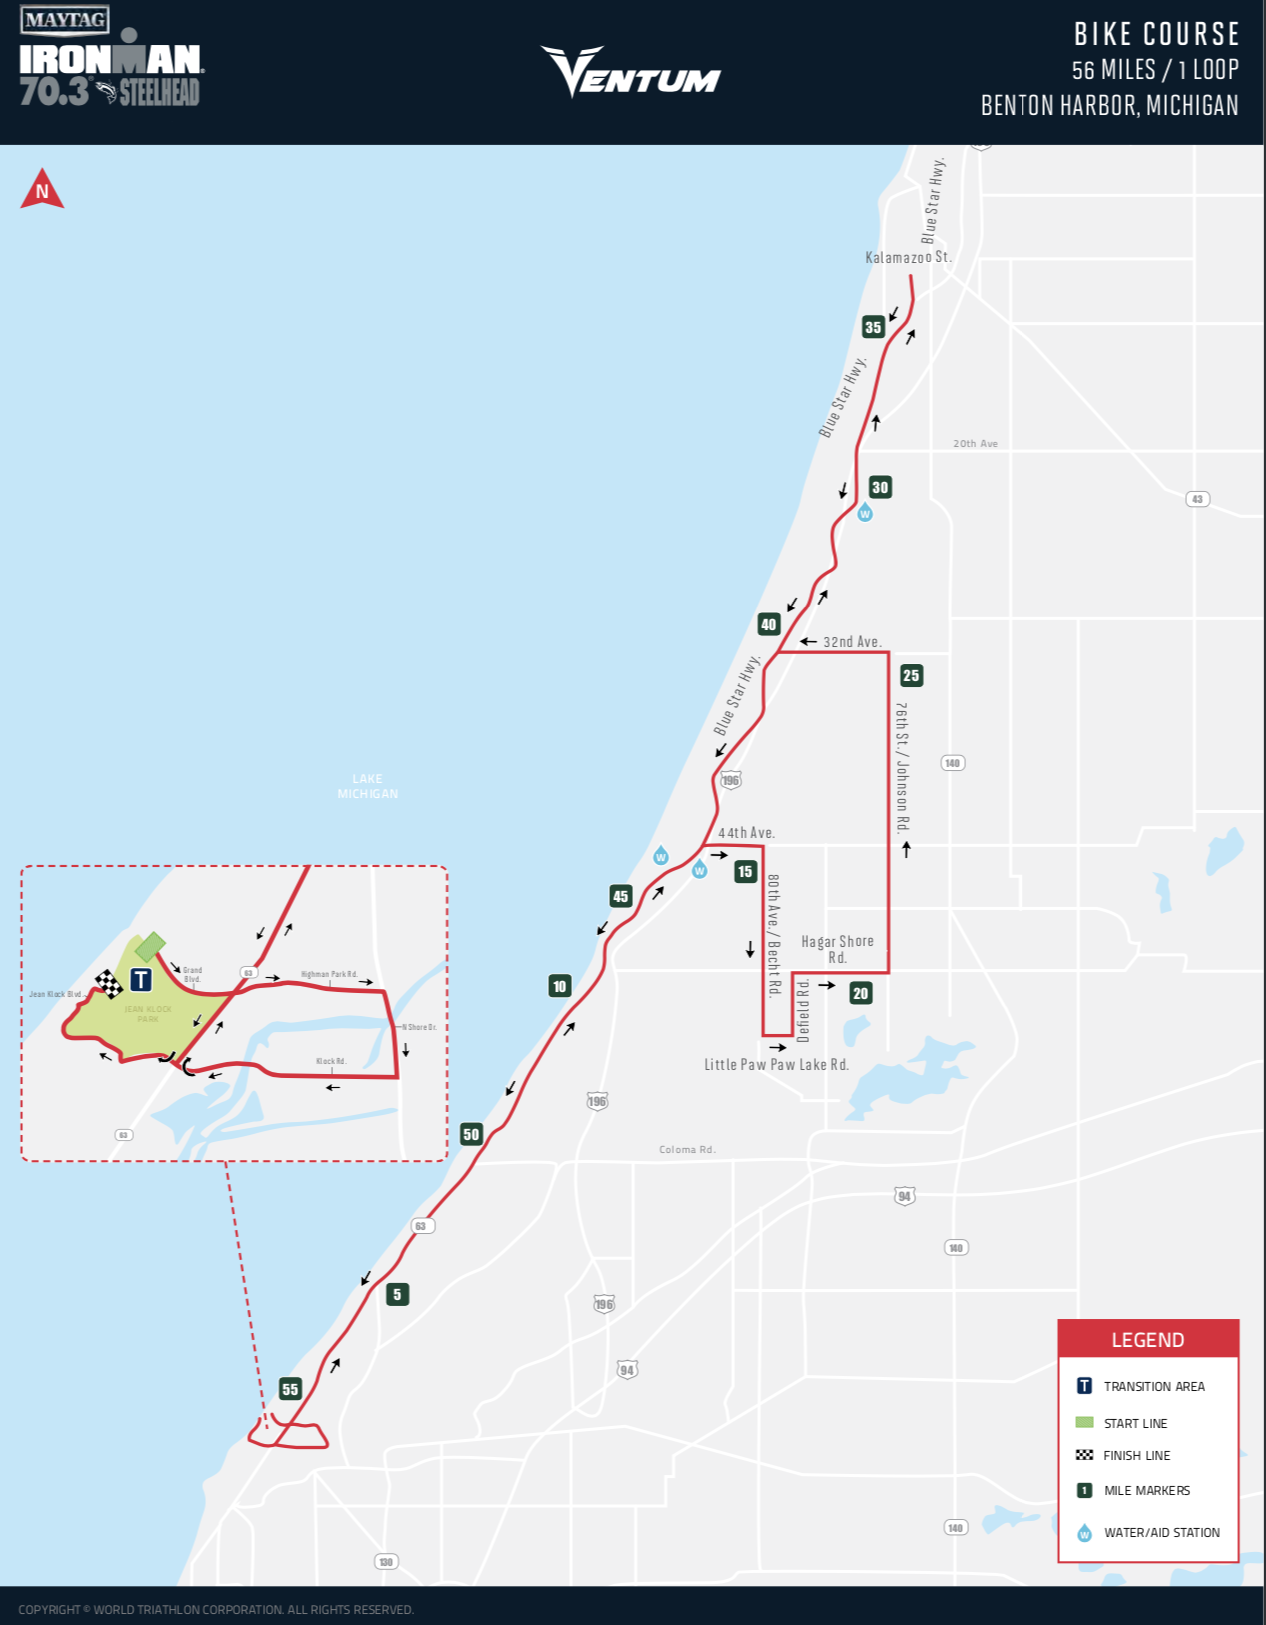 MAYTAG
IRONMAN
70.3 STEELHEAD
VENTUM
BIKE COURSE
56 MILES / 1 LOOP
BENTON HARBOR, MICHIGAN
N
Blue Star Hwy.
Kalamazoo St.
35
Blue Star Hwy.
20th Ave
30
W
43
40
32nd Ave.
25
Blue Star Hwy.
76th St./ Johnson Rd.
140
196
LAKE
MICHIGAN
44th Ave.
W
W
15
45
80th Ave./ Becht Rd.
Hagar Shore
Rd.
10
20
Defield Rd.
Little Paw Paw Lake Rd.
Grand
Blvd.
63
Highman Park Rd.
T
Jean Klock Blvd.
JEAN KLOCK
PARK
N Shore Dr.
Klock Rd.
63
196
50
Coloma Rd.
94
63
140
5
196
94
55
140
130
LEGEND
T TRANSITION AREA
START LINE
FINISH LINE
1 MILE MARKERS
W WATER/AID STATION
COPYRIGHT © WORLD TRIATHLON CORPORATION. ALL RIGHTS RESERVED.